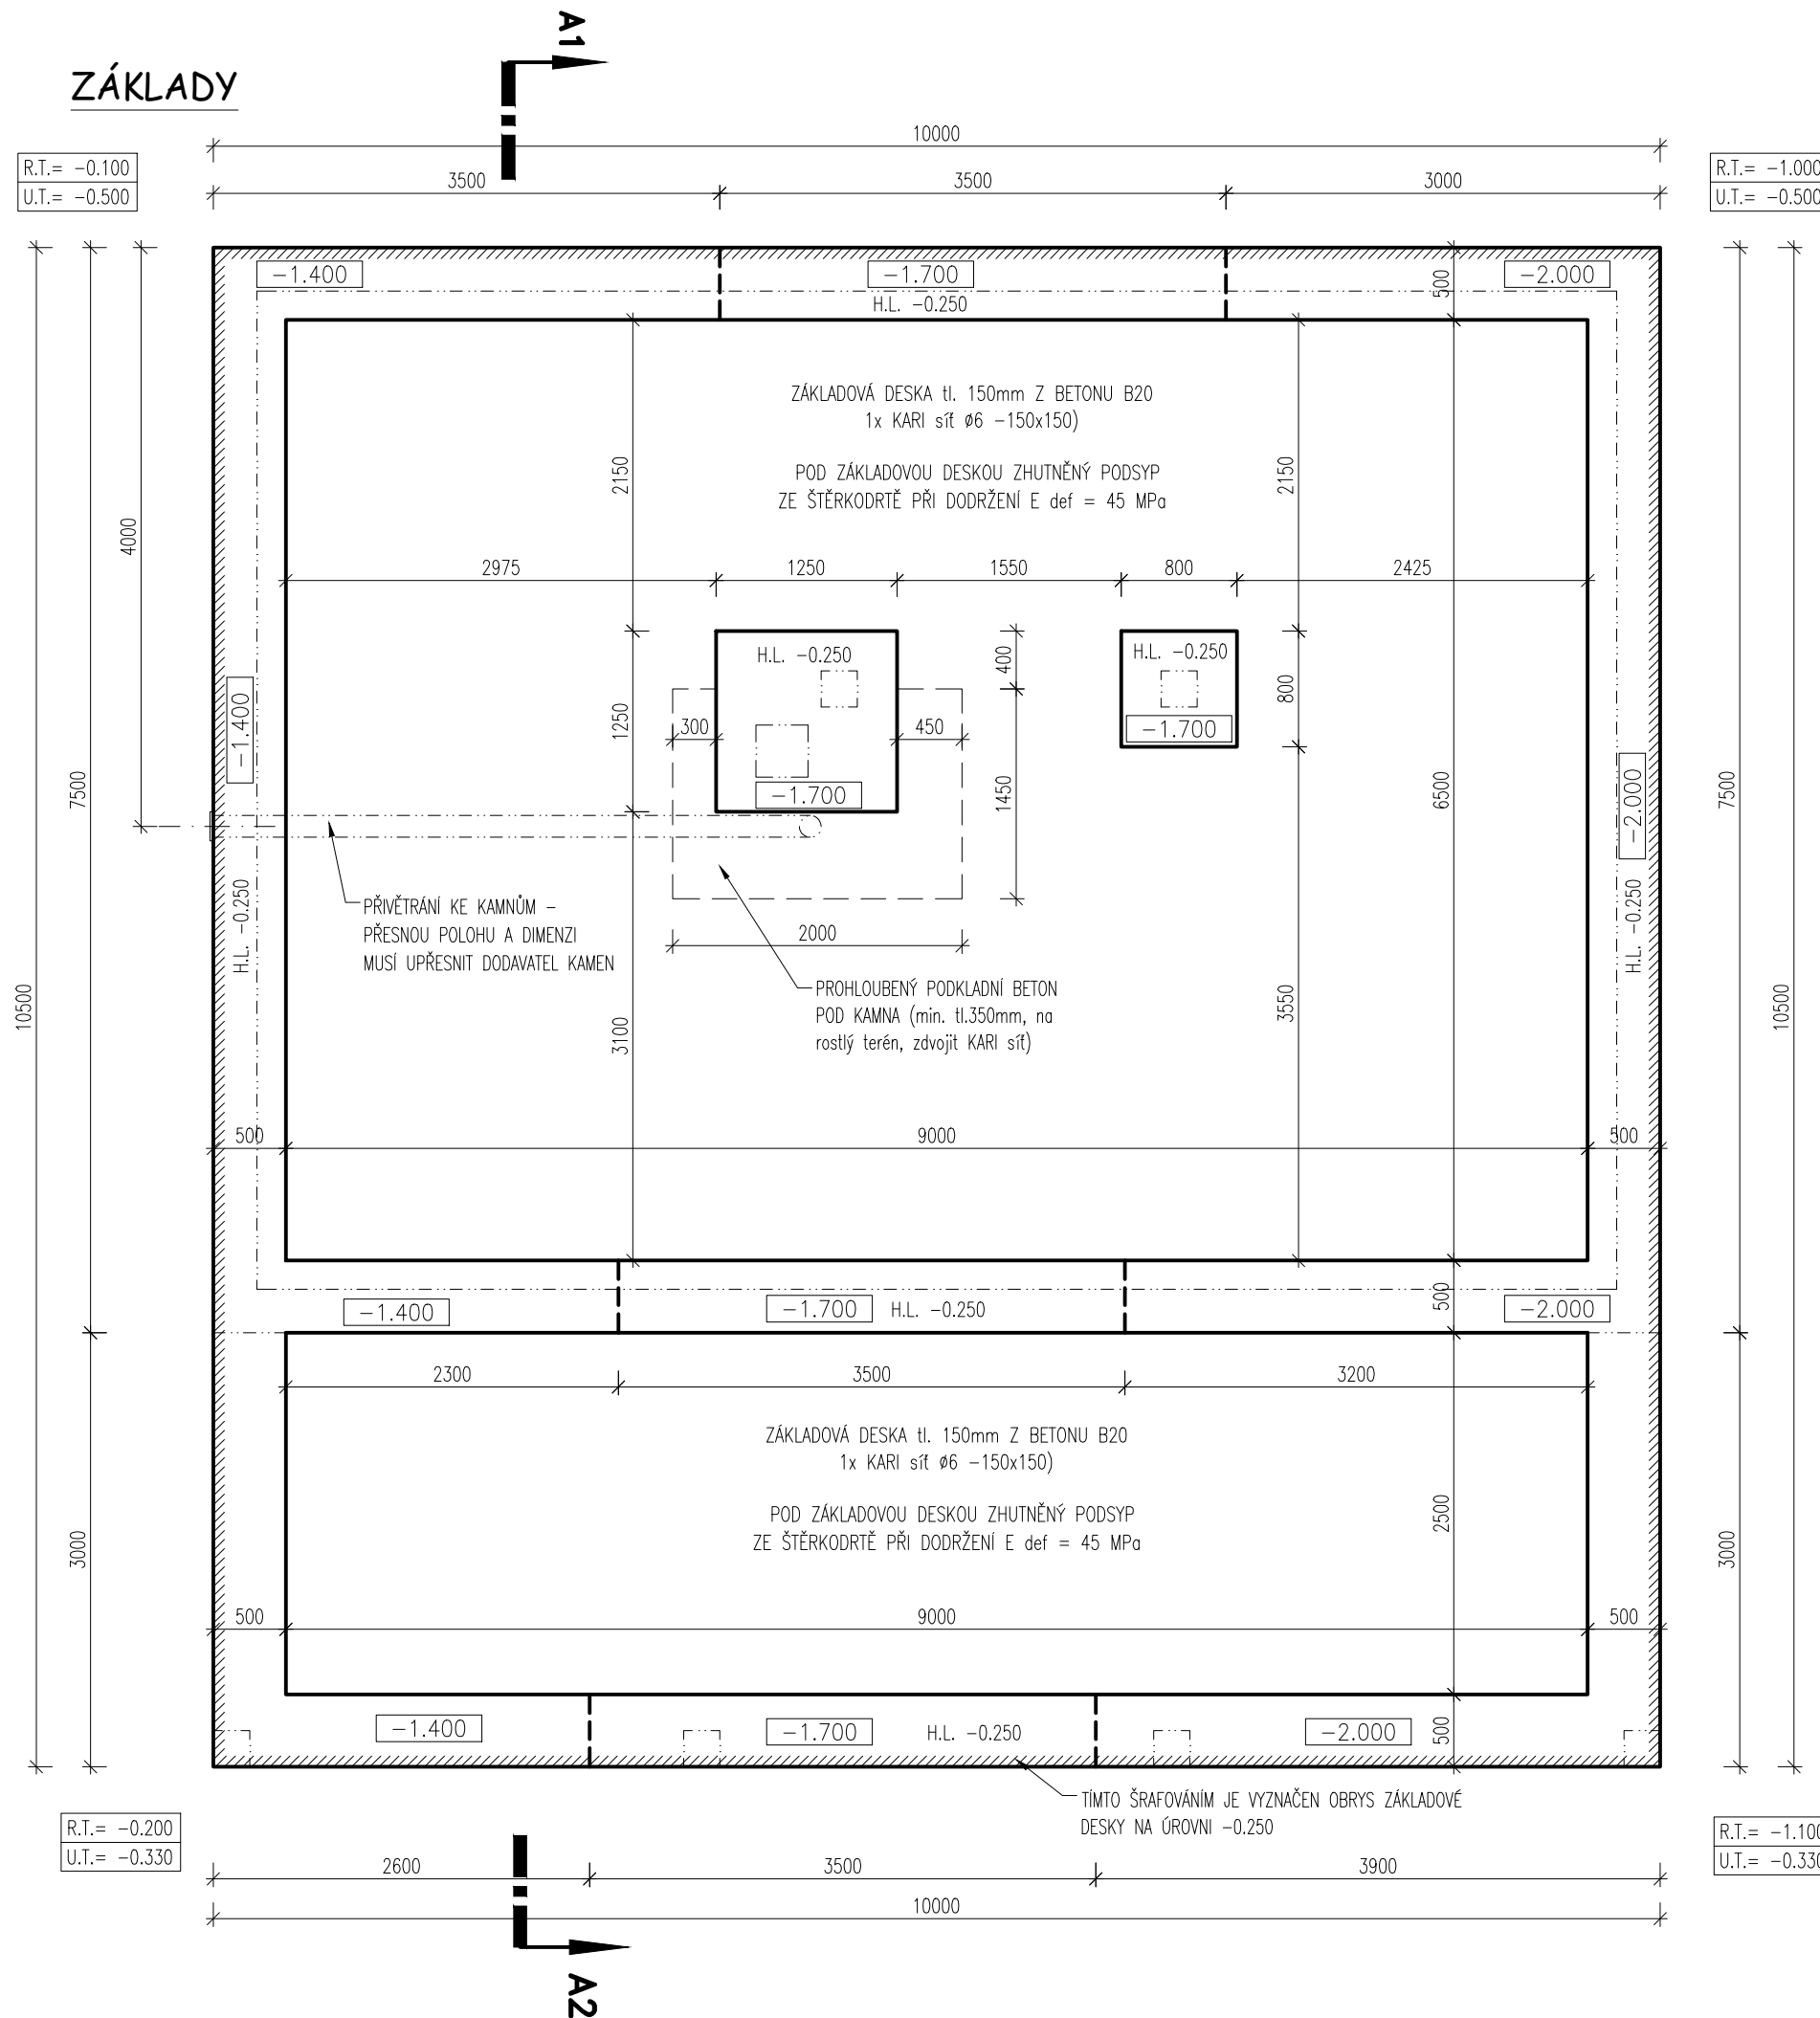 A1
ZÁKLADY
10000
R.T.= -0.100
U.T.= -0.500
R.T.= -1.000
U.T.= -0.500
3500
3500
3000
-1.400
-1.700
-2.000
H.L. -0.250
500
ZÁKLADOVÁ DESKA tl. 150mm Z BETONU B20
1x KARI síť ø6 -150x150)
POD ZÁKLADOVOU DESKOU ZHUTNĚNÝ PODSYP
ZE ŠTĚRKODRTĚ PŘI DODRŽENÍ E def = 45 MPa
2150
2150
4000
2975
1250
1550
800
2425
H.L. -0.250
H.L. -0.250
400
800
-1.400
1250
300
450
-1.700
-1.700
1450
7500
6500
-2.000
7500
H.L. -0.250
H.L. -0.250
PŘIVĚTRÁNÍ KE KAMNŮM -
PŘESNOU POLOHU A DIMENZI
MUSÍ UPŘESNIT DODAVATEL KAMEN
2000
PROHLOUBENÝ PODKLADNÍ BETON
POD KAMNA (min. tl.350mm, na
rostlý terén, zdvojit KARI síť)
10500
3100
3550
10500
500
9000
500
-1.400
-1.700
H.L. -0.250
500
-2.000
2300
3500
3200
ZÁKLADOVÁ DESKA tl. 150mm Z BETONU B20
1x KARI síť ø6 -150x150)
POD ZÁKLADOVOU DESKOU ZHUTNĚNÝ PODSYP
ZE ŠTĚRKODRTĚ PŘI DODRŽENÍ E def = 45 MPa
3000
2500
3000
500
9000
500
-1.400
-1.700
H.L. -0.250
-2.000
500
TÍMTO ŠRAFOVÁNÍM JE VYZNAČEN OBRYS ZÁKLADOVÉ
DESKY NA ÚROVNI -0.250
R.T.= -0.200
U.T.= -0.330
R.T.= -1.100
U.T.= -0.330
2600
3500
3900
10000
A2